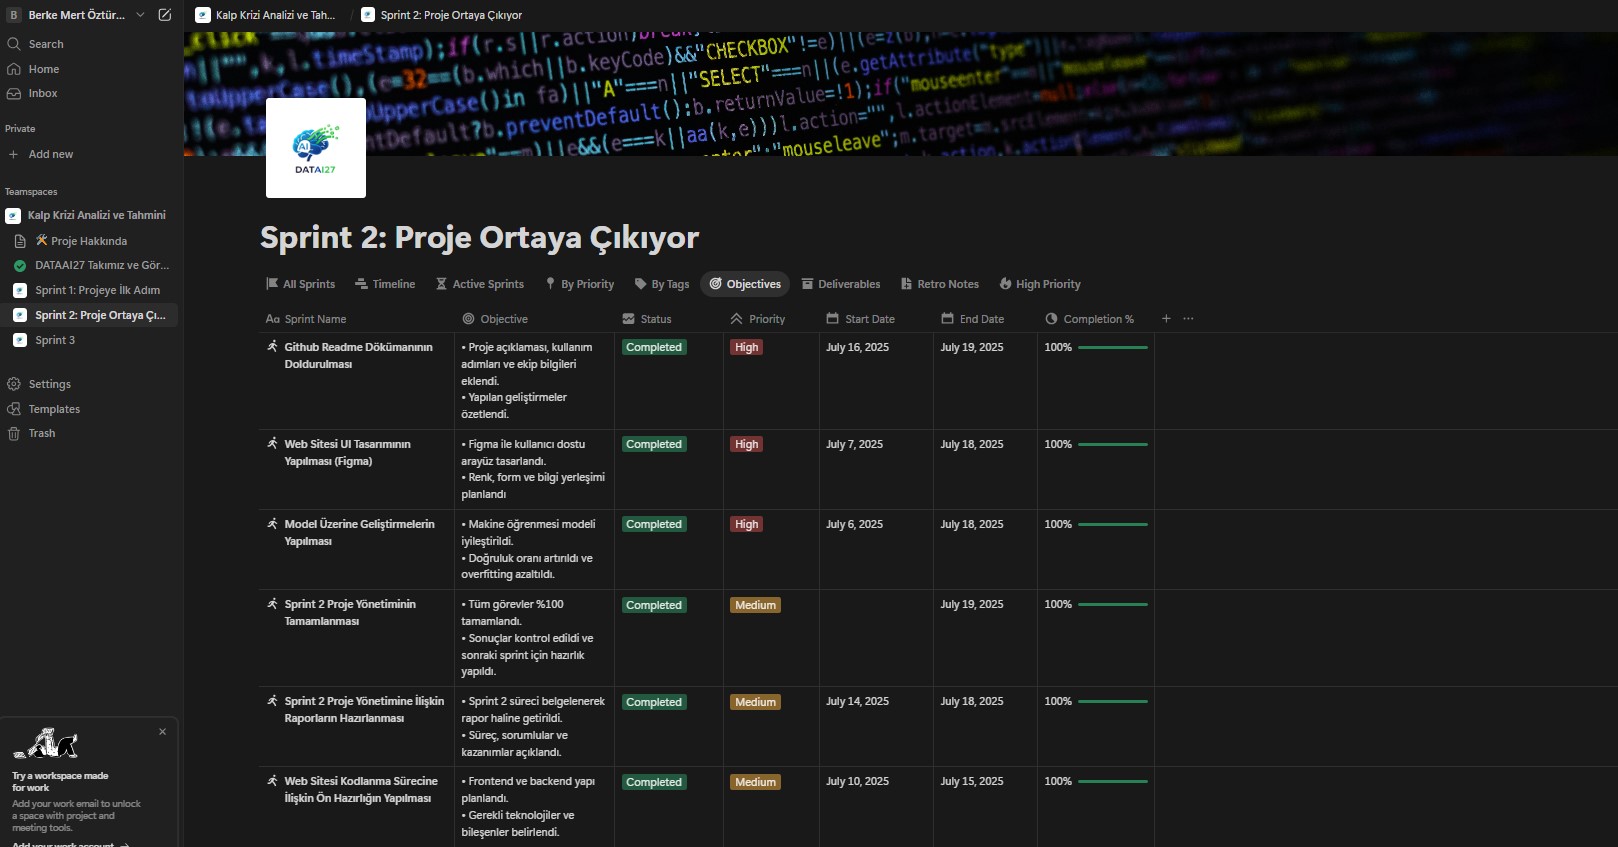 B Berke Mert Öztür...
Search
Home
Inbox
Private
Add new
Teamspaces
Kalp Krizi Analizi ve Tahmini
Proje Hakkında
DATAAI27 Takımız ve Gör...
Sprint 1: Projeye İlk Adım
Sprint 2: Proje Ortaya Çı...
Sprint 3
Settings
Templates
Trash
Try a workspace made
for work
Add your work email to unlock
a space with project and
meeting tools.
Add your work account →
Kalp Krizi Analizi ve Tah... / Sprint 2: Proje Ortaya Çıkıyor
AI
DATAI27
Sprint 2: Proje Ortaya Çıkıyor
All Sprints Timeline Active Sprints By Priority By Tags Objectives Deliverables Retro Notes High Priority
Aa Sprint Name Objective Status Priority Start Date End Date Completion %
Github Readme Dökümanının
Doldurulması
• Proje açıklaması, kullanım
adımları ve ekip bilgileri
eklendi.
• Yapılan geliştirmeler
özetlendi.
Completed High July 16, 2025 July 19, 2025 100%
Web Sitesi UI Tasarımının
Yapılması (Figma)
• Figma ile kullanıcı dostu
arayüz tasarlandı.
• Renk, form ve bilgi yerleşimi
planlandı
Completed High July 7, 2025 July 18, 2025 100%
Model Üzerine Geliştirmelerin
Yapılması
• Makine öğrenmesi modeli
iyileştirildi.
• Doğruluk oranı artırıldı ve
overfitting azaltıldı.
Completed High July 6, 2025 July 18, 2025 100%
Sprint 2 Proje Yönetiminin
Tamamlanması
• Tüm görevler %100
tamamlandı.
• Sonuçlar kontrol edildi ve
sonraki sprint için hazırlık
yapıldı.
Completed Medium July 19, 2025 100%
Sprint 2 Proje Yönetimine İlişkin
Raporların Hazırlanması
• Sprint 2 süreci belgelenerek
rapor haline getirildi.
• Süreç, sorumlular ve
kazanımlar açıklandı.
Completed Medium July 14, 2025 July 18, 2025 100%
Web Sitesi Kodlanma Sürecine
İlişkin Ön Hazırlığın Yapılması
• Frontend ve backend yapı
planlandı.
• Gerekli teknolojiler ve
bileşenler belirlendi.
Completed Medium July 10, 2025 July 15, 2025 100%